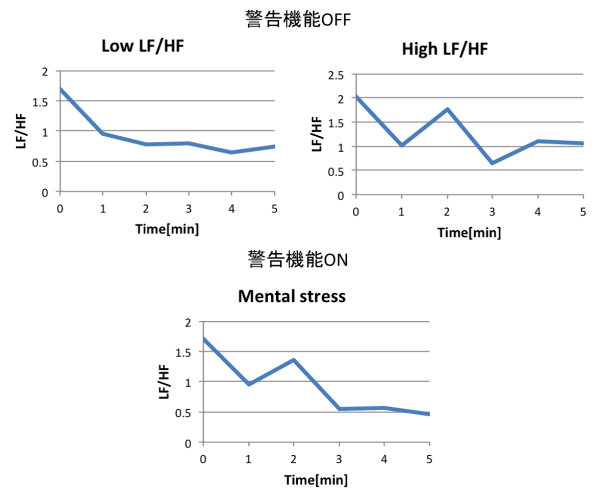 警告機能OFF
Low LF/HF
2
1.5
1
0.5
0
LF/HF
0 1 2 3 4 5
Time[min]
High LF/HF
2.5
2
1.5
1
0.5
0
LF/HF
0 1 2 3 4 5
Time[min]
警告機能ON
Mental stress
2
1.5
1
0.5
0
LF/HF
0 1 2 3 4 5
Time[min]